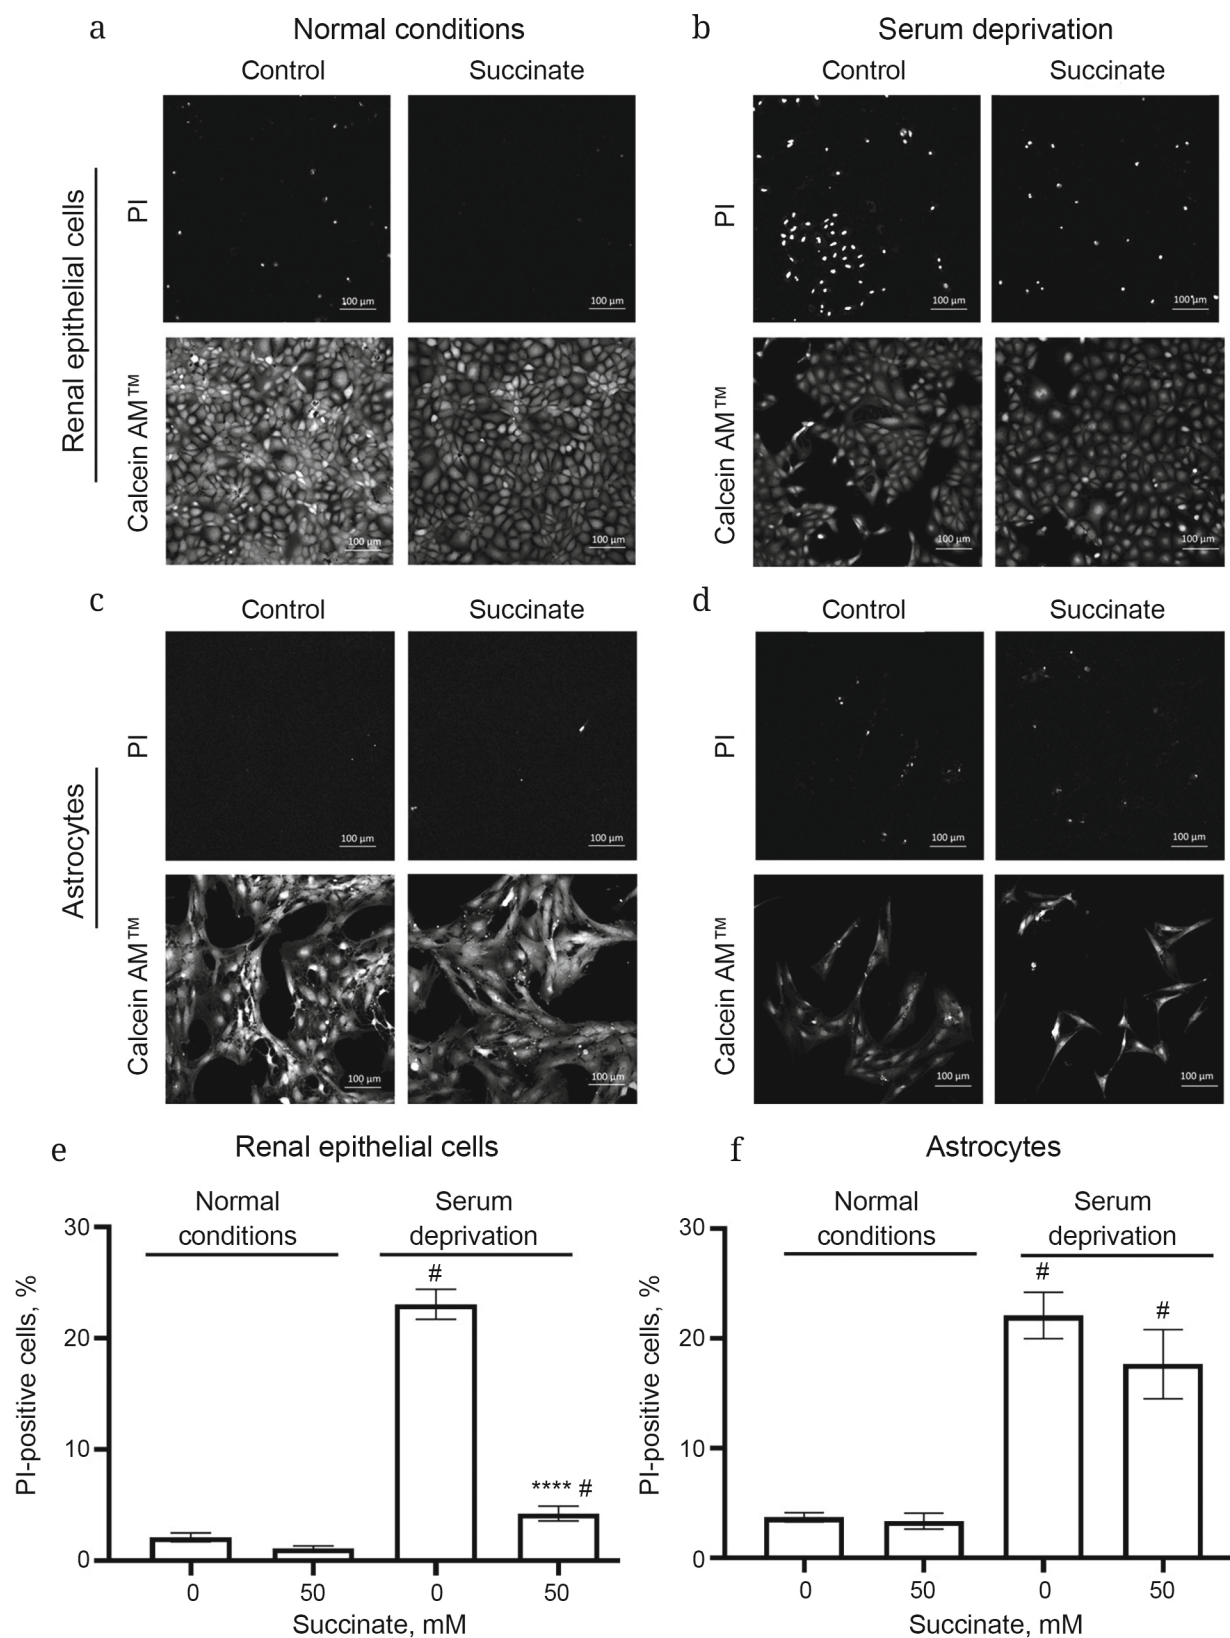 a
Normal conditions
b
Serum deprivation
Control
Succinate
Control
Succinate
Renal epithelial cells
PI
100 µm
100 µm
PI
100 µm
100 µm
Calcein AM™
100 µm
100 µm
Calcein AM™
100 µm
100 µm
c
Control
Succinate
d
Control
Succinate
Astrocytes
PI
100 µm
100 µm
PI
100 µm
100 µm
Calcein AM™
100 µm
100 µm
Calcein AM™
100 µm
100 µm
e
Renal epithelial cells
Normal
conditions
Serum
deprivation
PI-positive cells, %
30
20
10
0
#
**** #
0
50
0
50
Succinate, mM
f
Astrocytes
Normal
conditions
Serum
deprivation
PI-positive cells, %
30
20
10
0
#
#
0
50
0
50
Succinate, mM